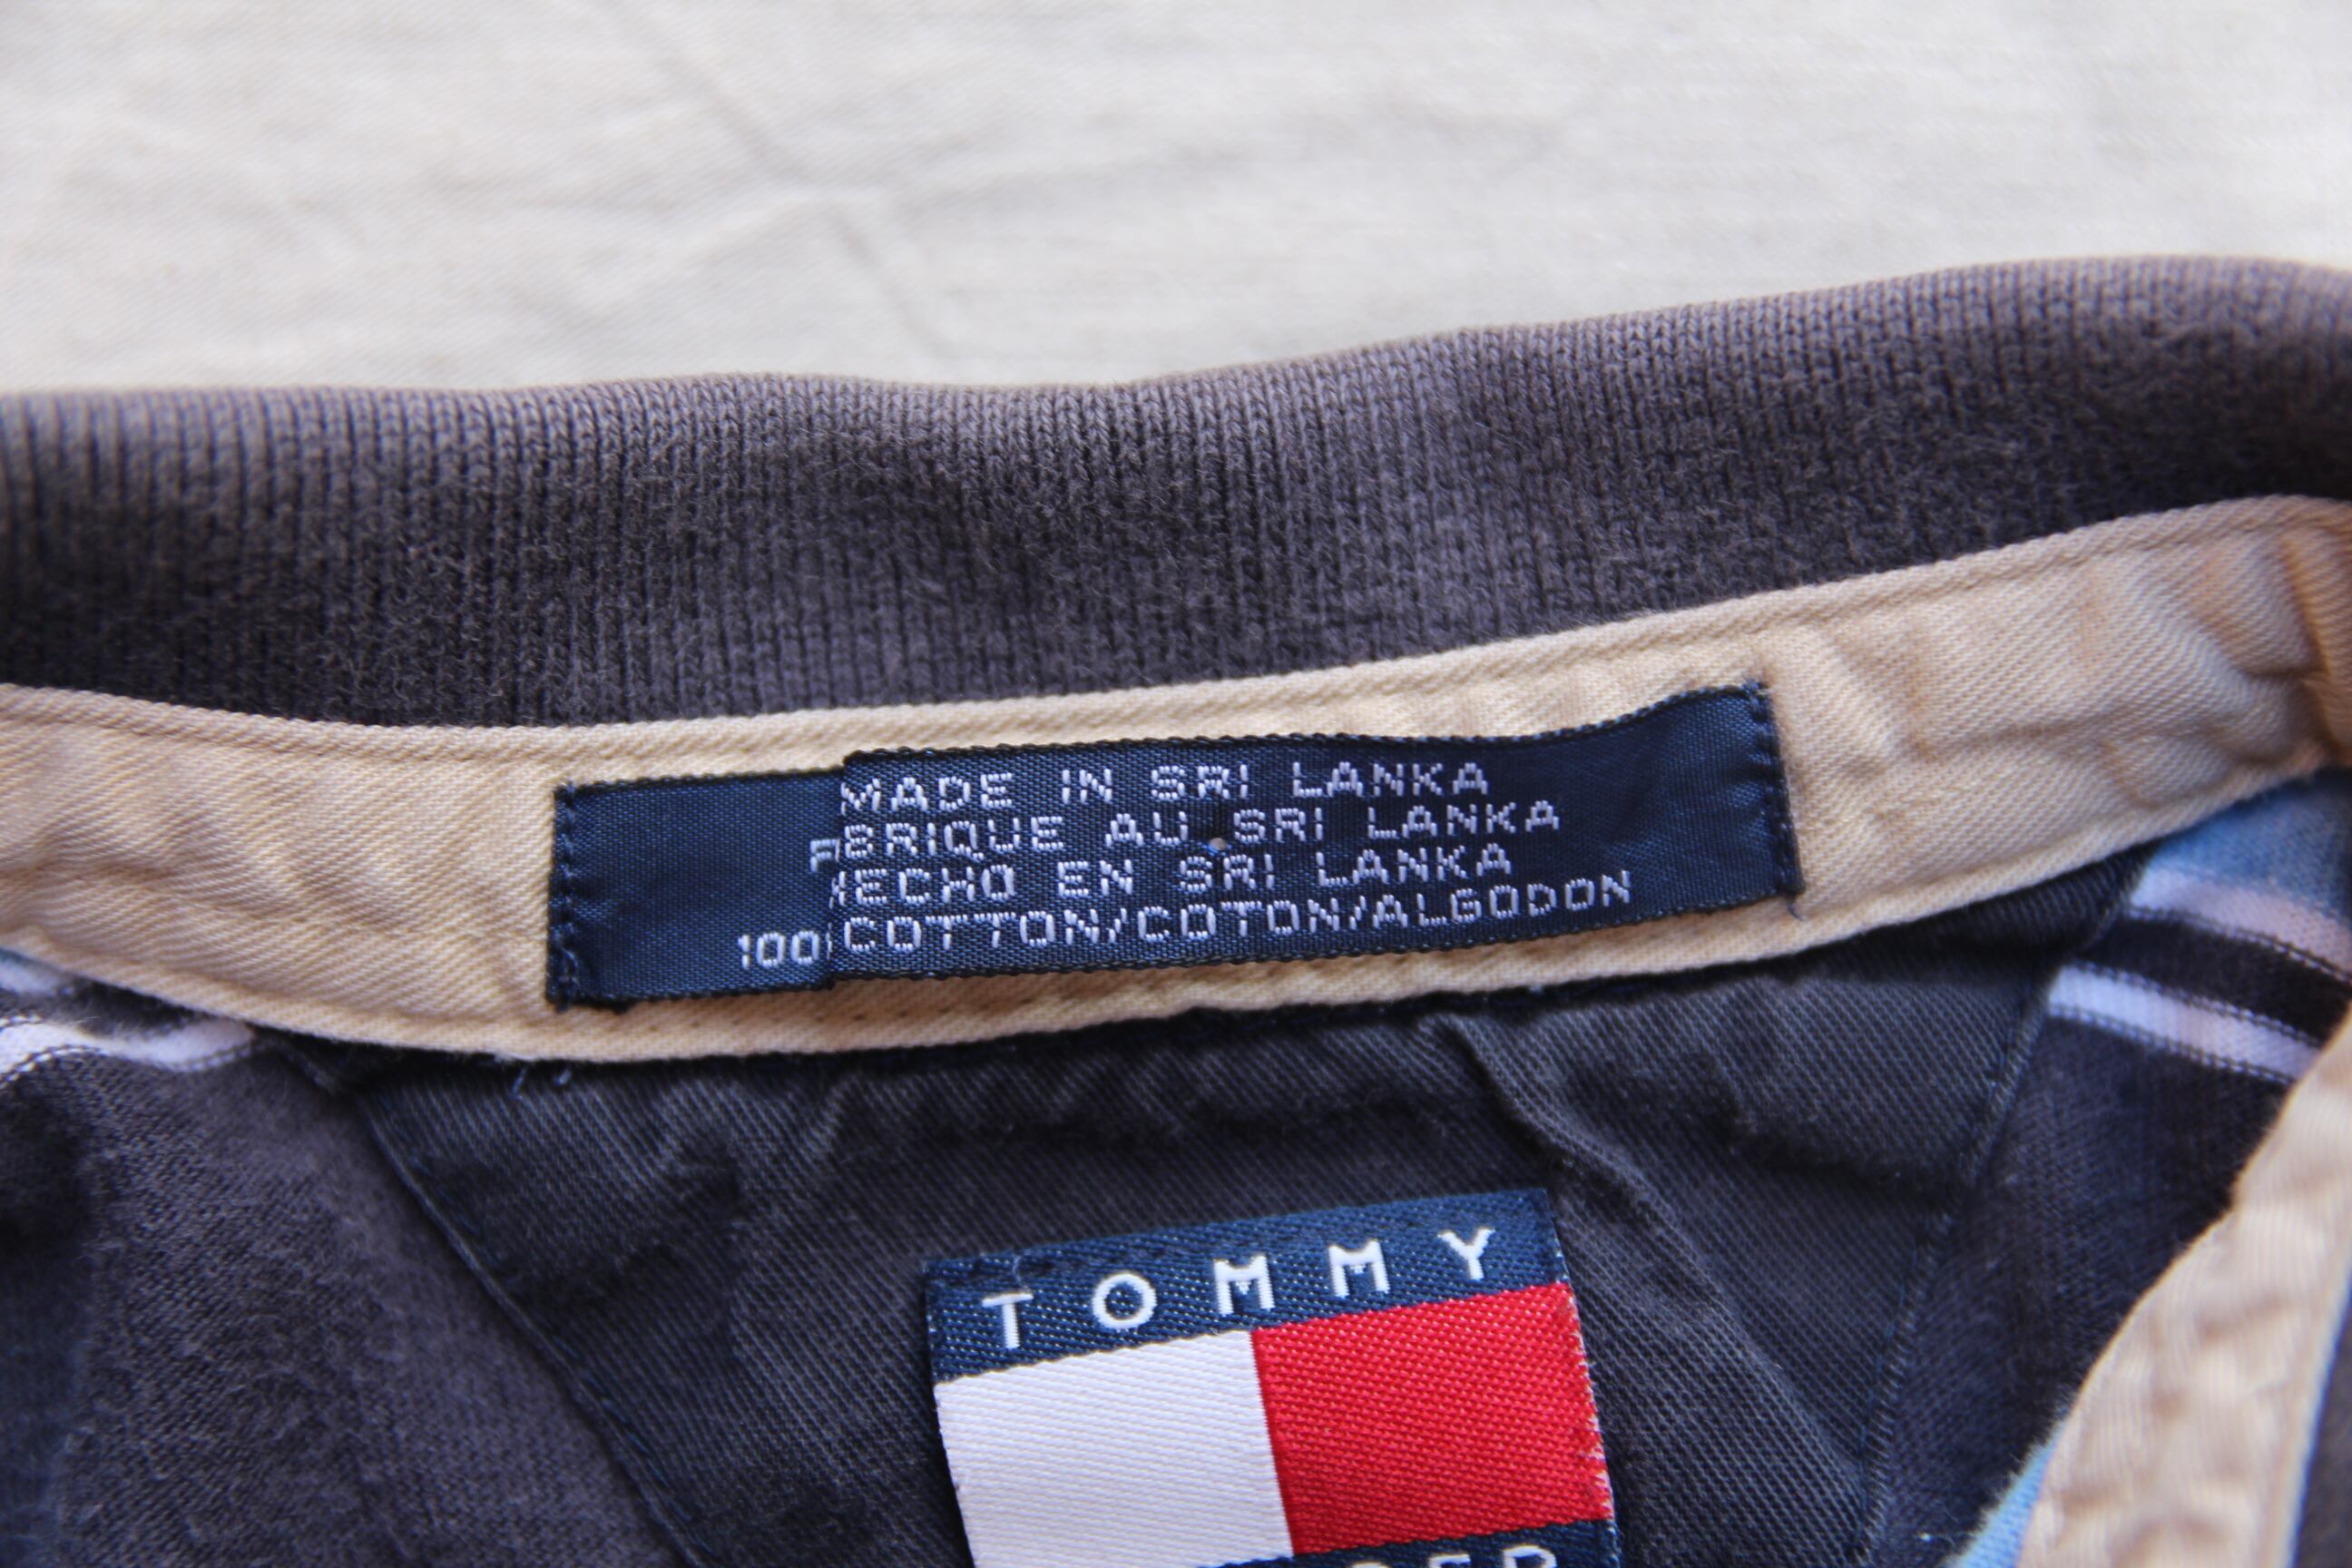 MADE IN SRI LANKA
FABRIQUE AU SRI LANKA
HECHO EN SRI LANKA
100 COTTON/COTON/ALGODON
TOMMY